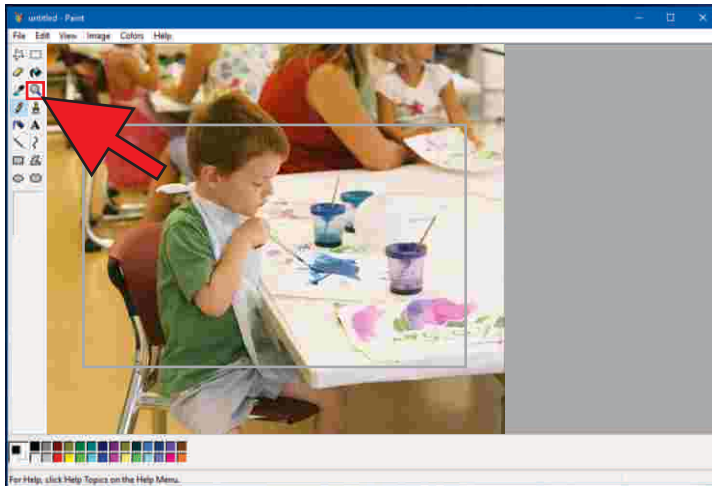 untitled - Paint
File Edit View Image Colors Help
A
For Help, click Help Topics on the Help Menu.